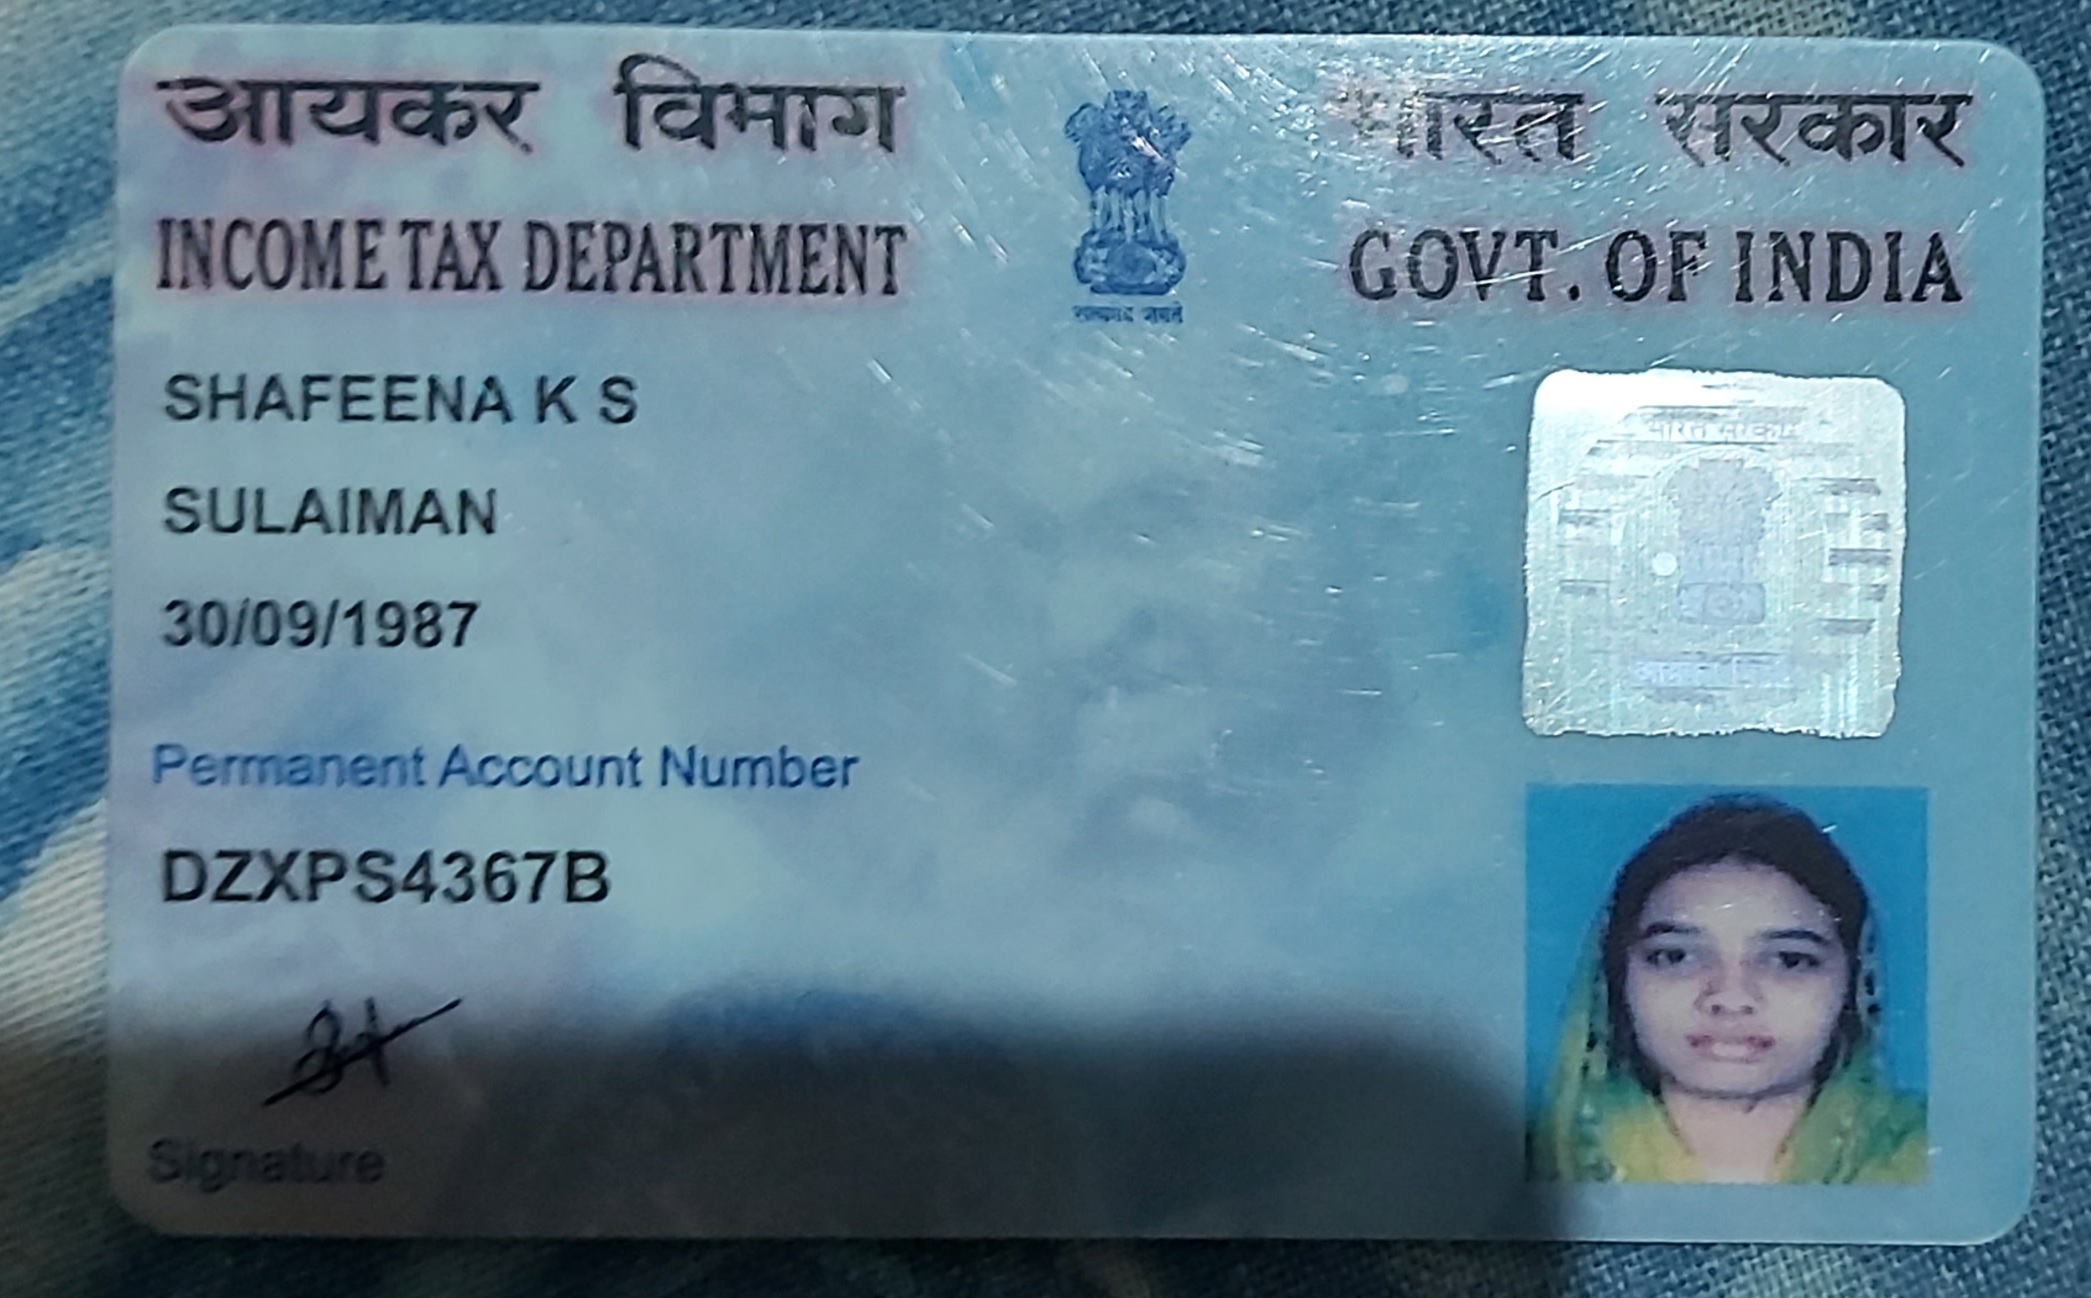 आयकर विभाग
भारत सरकार
INCOME TAX DEPARTMENT
GOVT. OF INDIA
सत्यमेव जयते
SHAFEENA K S
SULAIMAN
30/09/1987
Permanent Account Number
DZXPS4367B
Signature